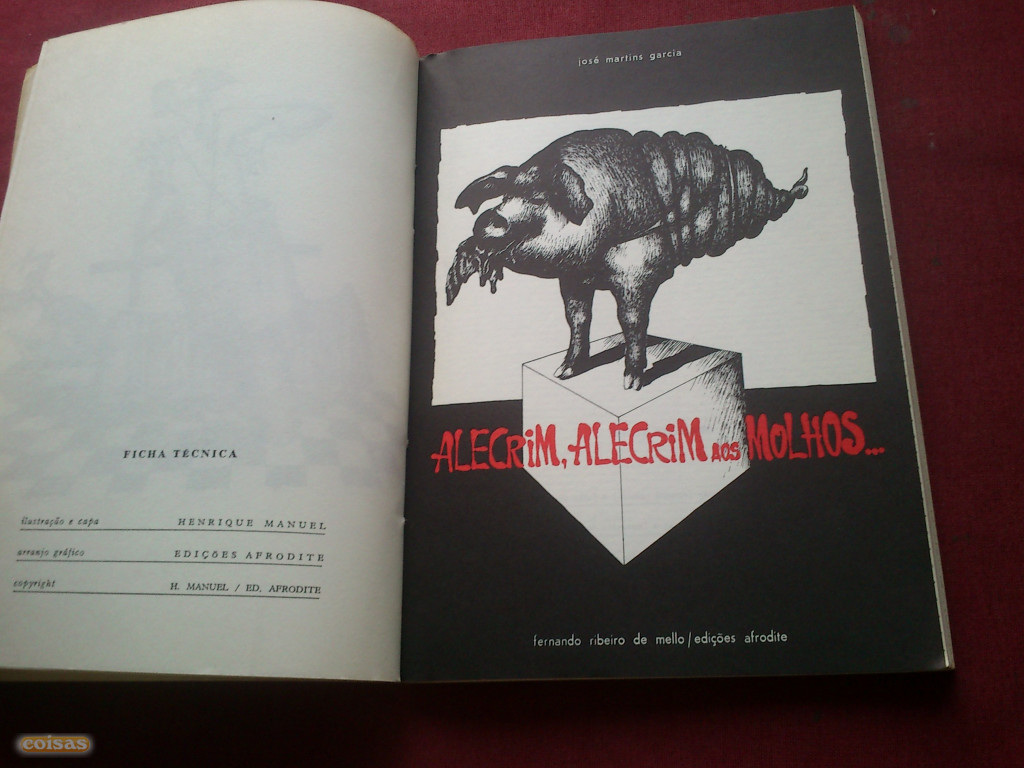 FICHA TÉCNICA
ilustração e capa HENRIQUE MANUEL
arranjo gráfico EDIÇÕES AFRODITE
copyright H. MANUEL / ED. AFRODITE
josé martins garcia
ALECRiM, ALECRiM AOS MOLHOS...
fernando ribeiro de mello/edições afrodite
coisas